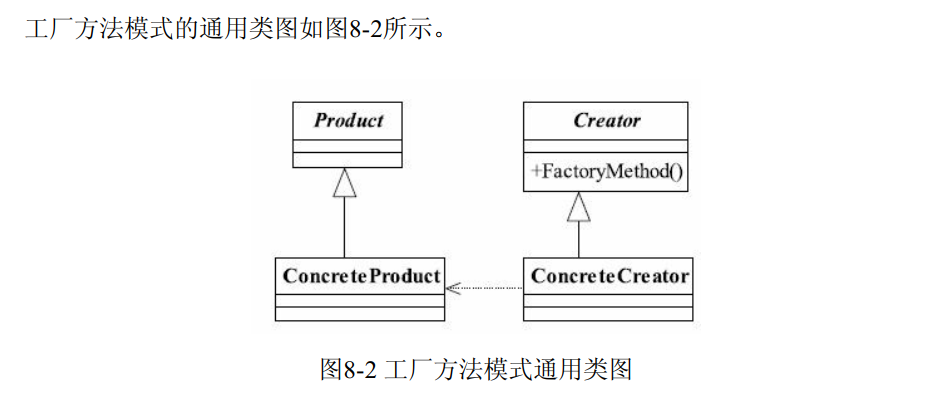 工厂方法模式的通用类图如图8-2所示。
Product
Creator
+FactoryMethod()
ConcreteProduct
ConcreteCreator
图8-2 工厂方法模式通用类图